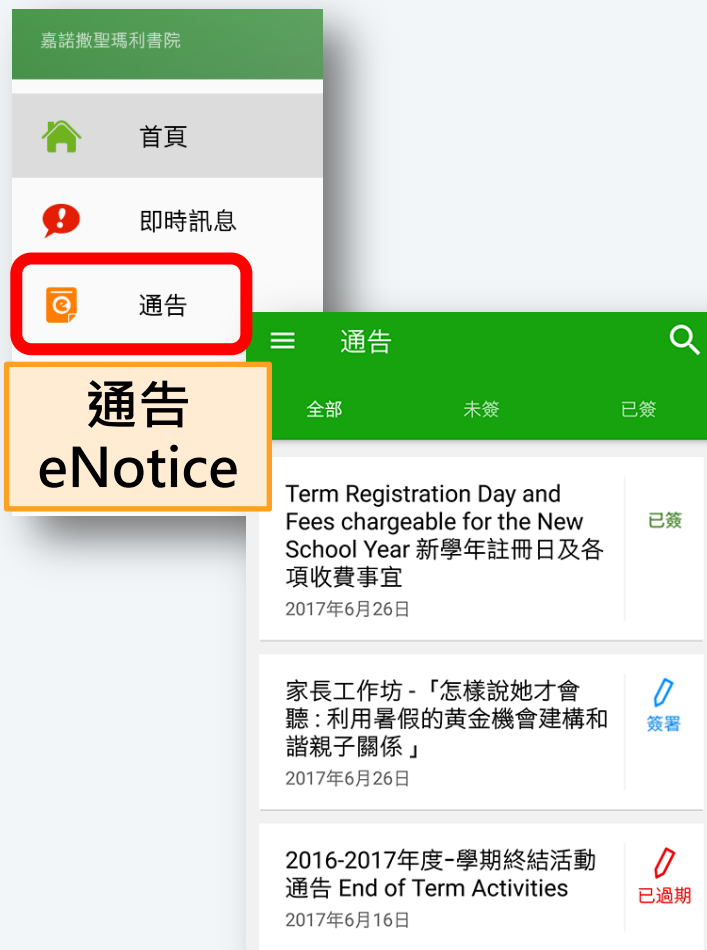 嘉諾撒聖瑪利書院
首頁
即時訊息
通告
通告
eNotice
通告
全部
未簽
已簽
Term Registration Day and
Fees chargeable for the New
School Year 新學年註冊日及各
項收費事宜
2017年6月26日
已簽
家長工作坊 -「怎樣說她才會
聽 : 利用暑假的黃金機會建構和
諧親子關係 」
2017年6月26日
簽署
2016-2017年度-學期終結活動
通告 End of Term Activities
2017年6月16日
已過期